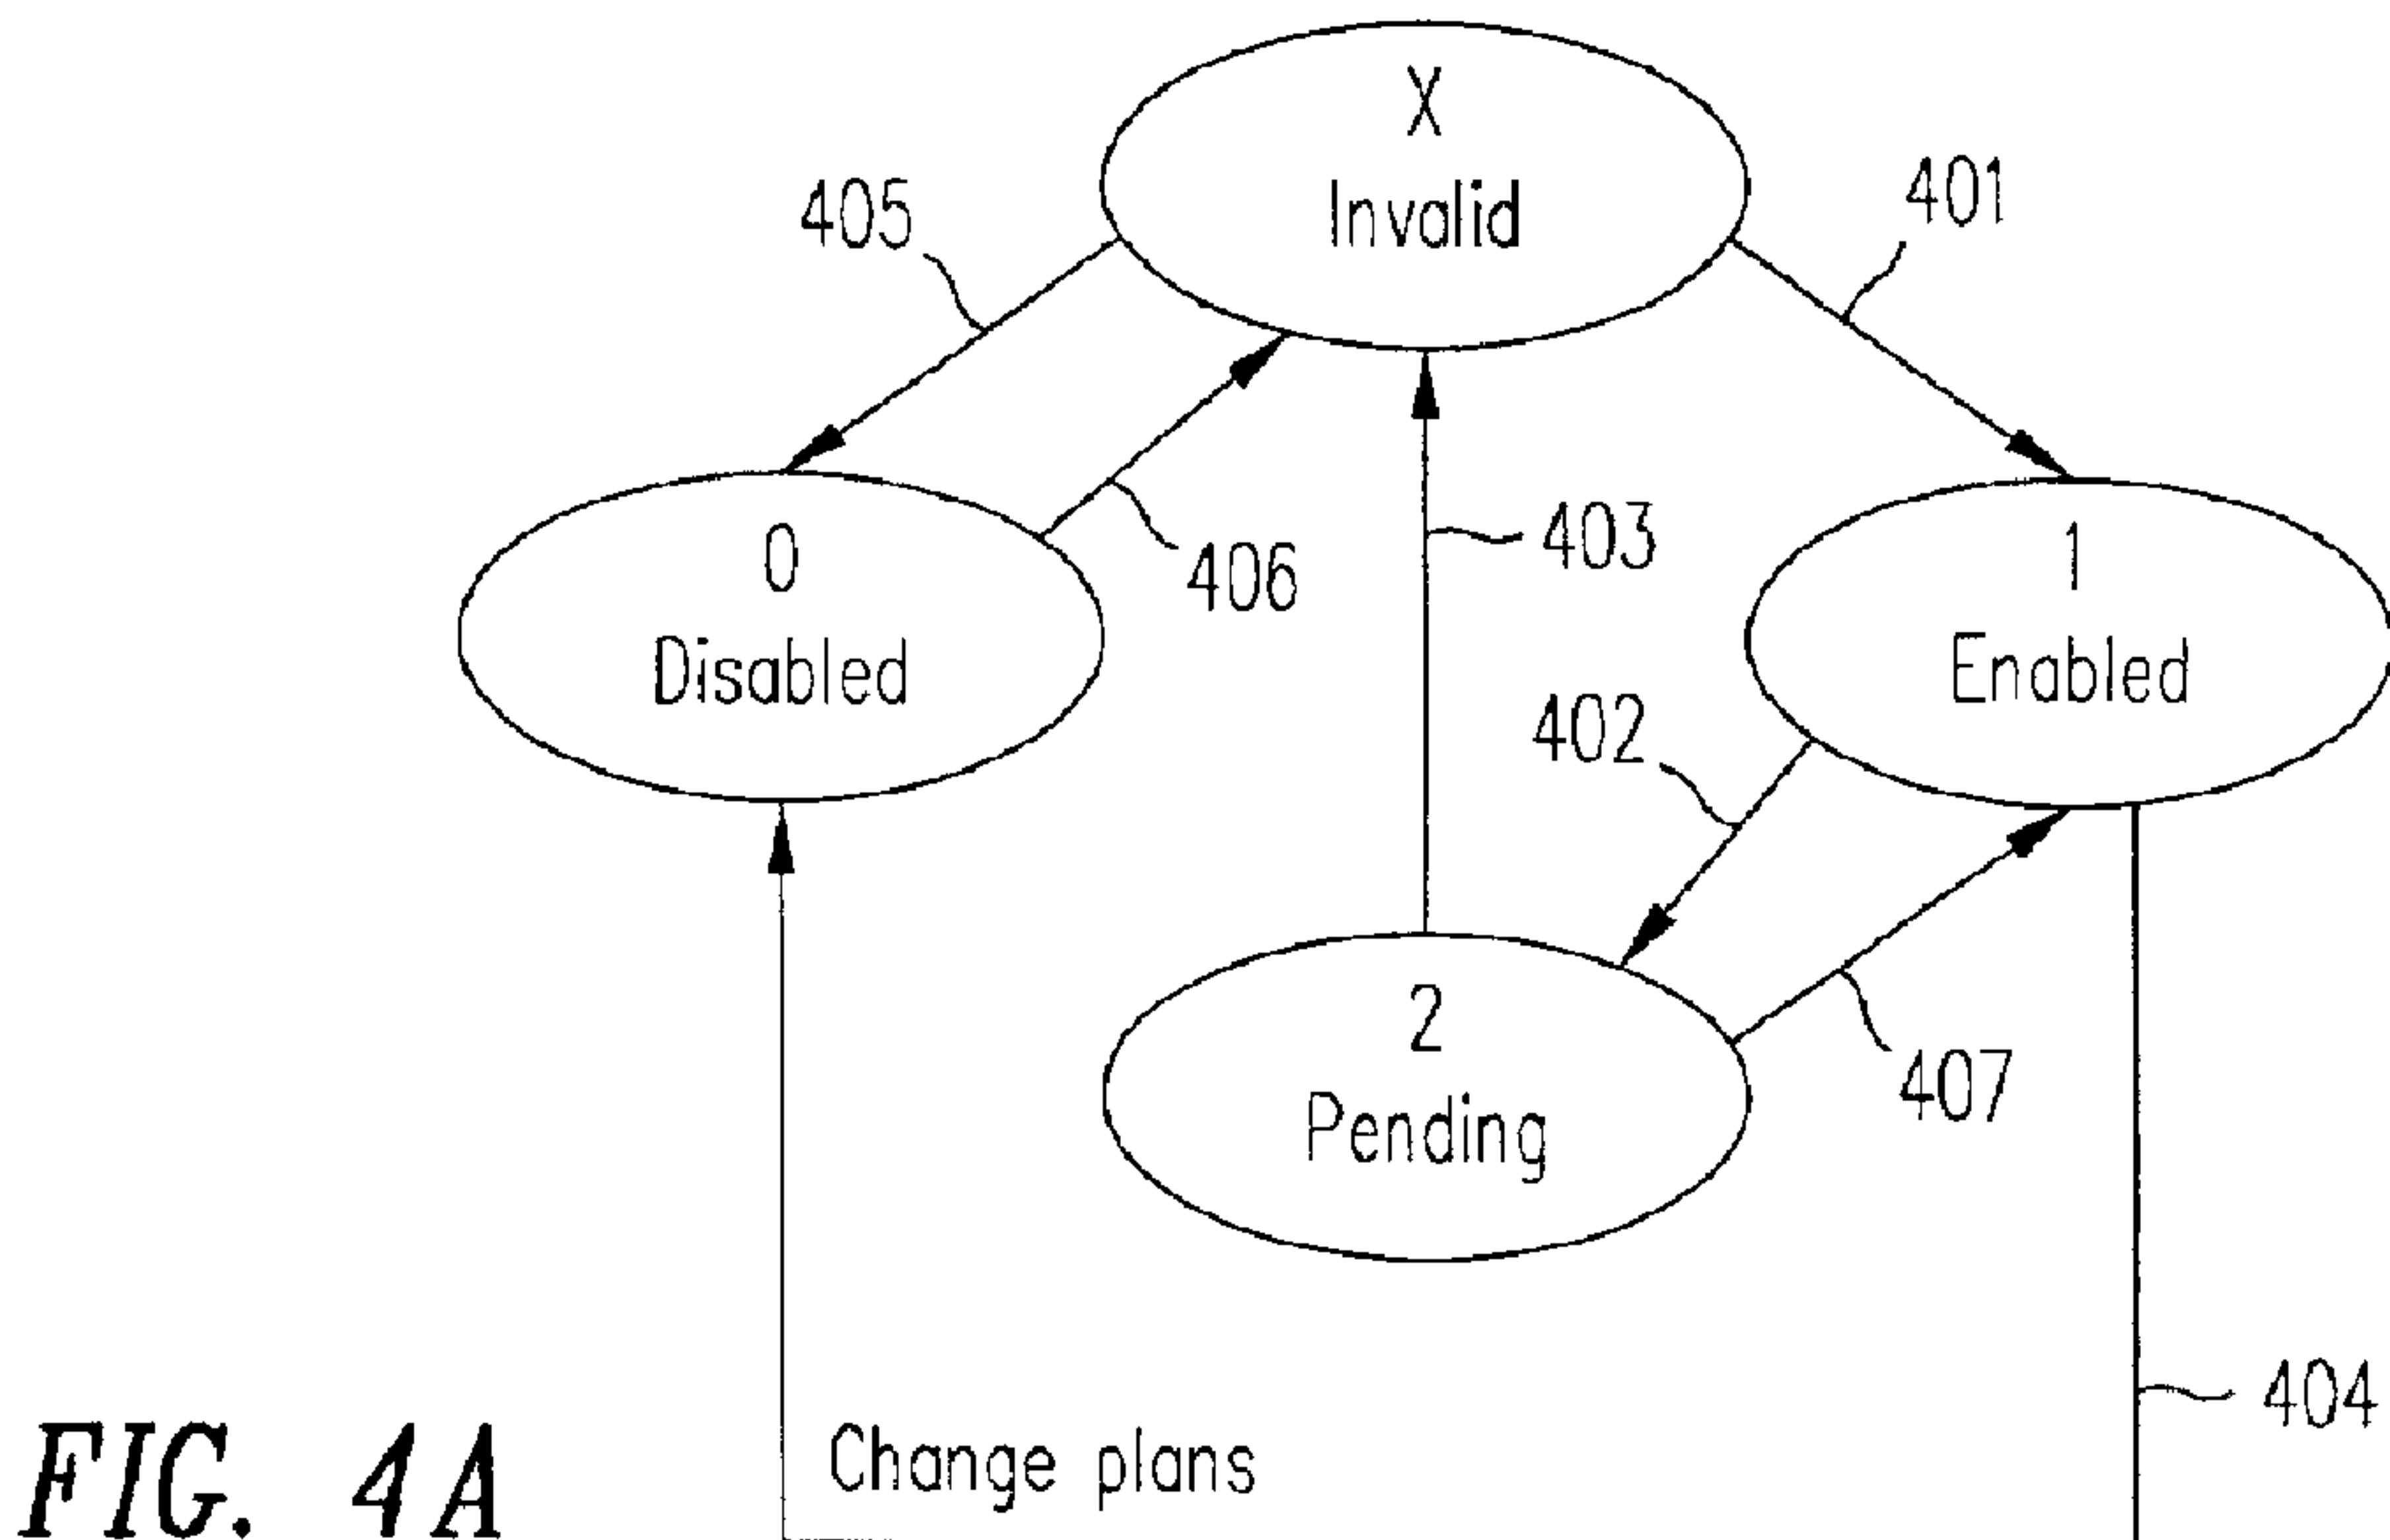 X
Invalid
405
401
0
Disabled
406
403
1
Enabled
402
2
Pending
407
404
Change plans
FIG. 4A